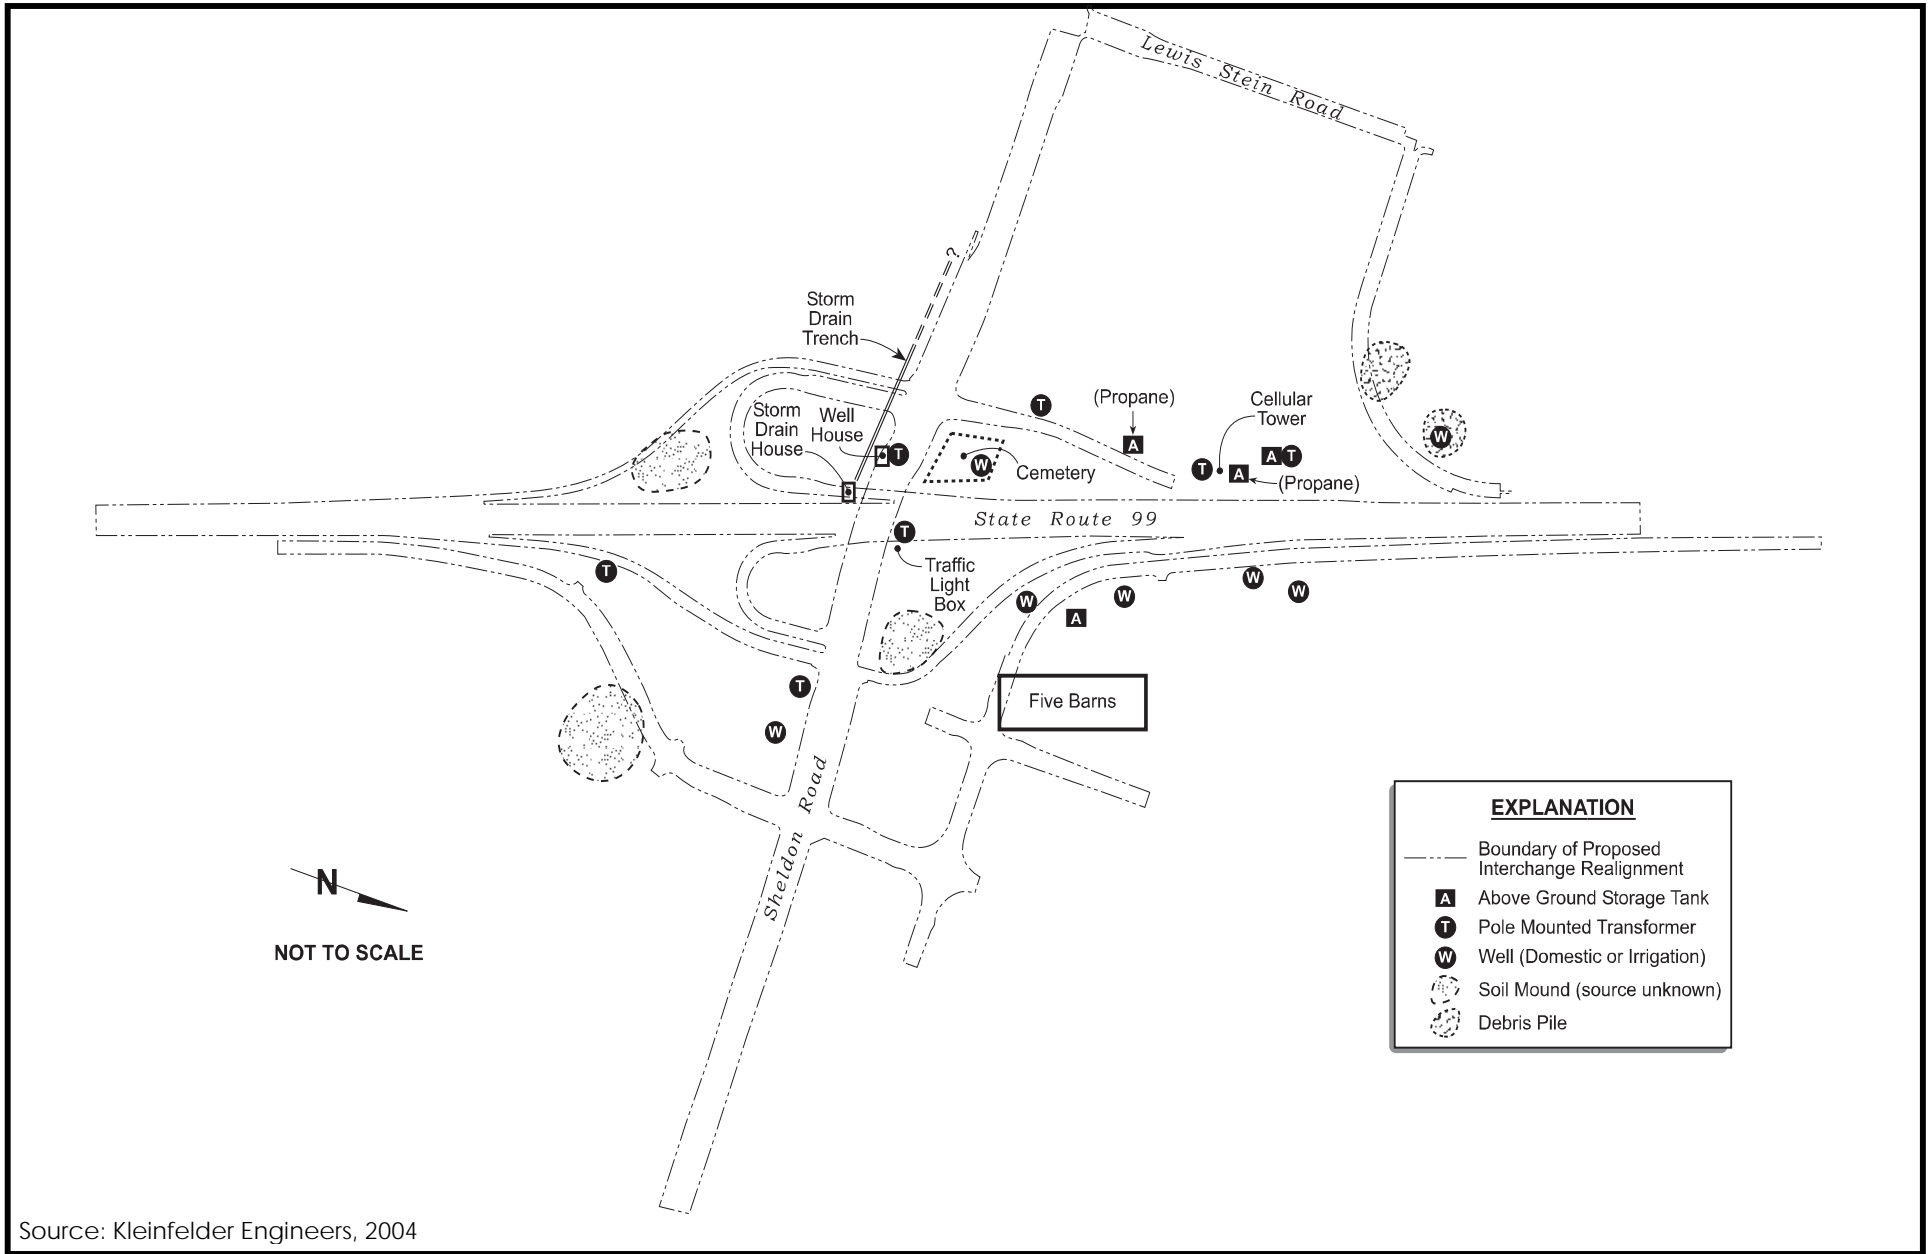 Lewis Stein Road
?
Storm
Drain
Trench
(Propane)
Cellular
Tower
T
A
Storm
Drain
House
Well
House
T
W
Cemetery
T
A
A
T
(Propane)
W
State Route 99
T
Traffic
Light
Box
T
W
W
W
W
A
T
W
Five Barns
Sheldon Road
N
NOT TO SCALE
EXPLANATION
Boundary of Proposed
Interchange Realignment
A Above Ground Storage Tank
T Pole Mounted Transformer
W Well (Domestic or Irrigation)
Soil Mound (source unknown)
Debris Pile
Source: Kleinfelder Engineers, 2004